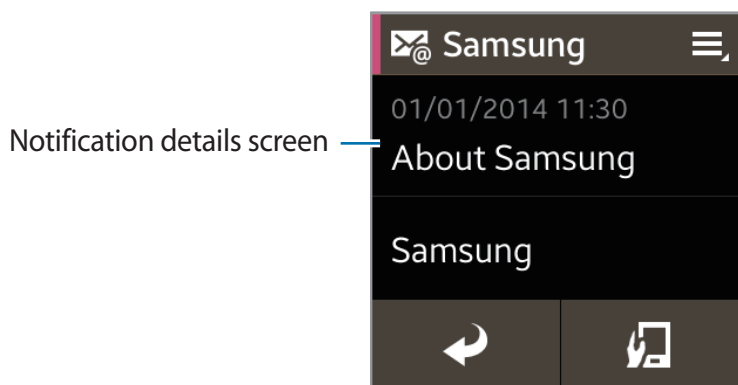 Samsung
01/01/2014 11:30
Notification details screen
About Samsung
Samsung